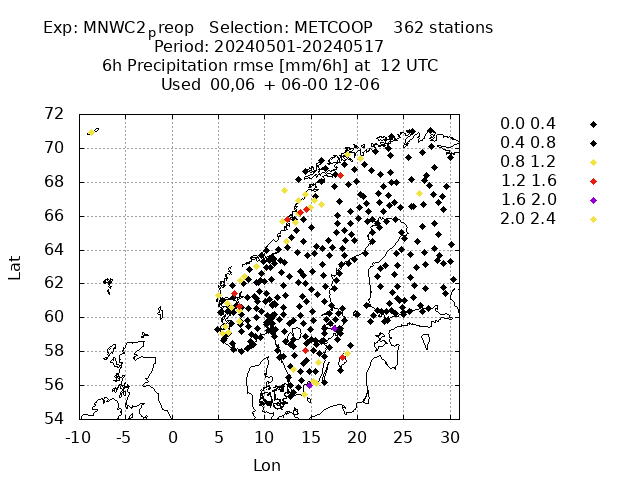 Exp: MNWC2preop Selection: METCOOP 362 stations
Period: 20240501-20240517
6h Precipitation rmse [mm/6h] at 12 UTC
Used 00,06 + 06-00 12-06
72
70
68
66
64
62
60
58
56
54
Lat
-10 -5 0 5 10 15 20 25 30
Lon
0.0 0.4
0.4 0.8
0.8 1.2
1.2 1.6
1.6 2.0
2.0 2.4